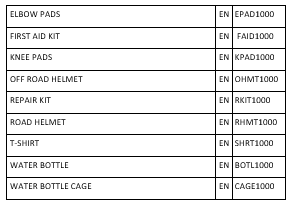 ELBOW PADS EN EPAD1000
FIRST AID KIT EN FAID1000
KNEE PADS EN KPAD1000
OFF ROAD HELMET EN OHMT1000
REPAIR KIT EN RKIT1000
ROAD HELMET EN RHMT1000
T-SHIRT EN SHRT1000
WATER BOTTLE EN BOTL1000
WATER BOTTLE CAGE EN CAGE1000